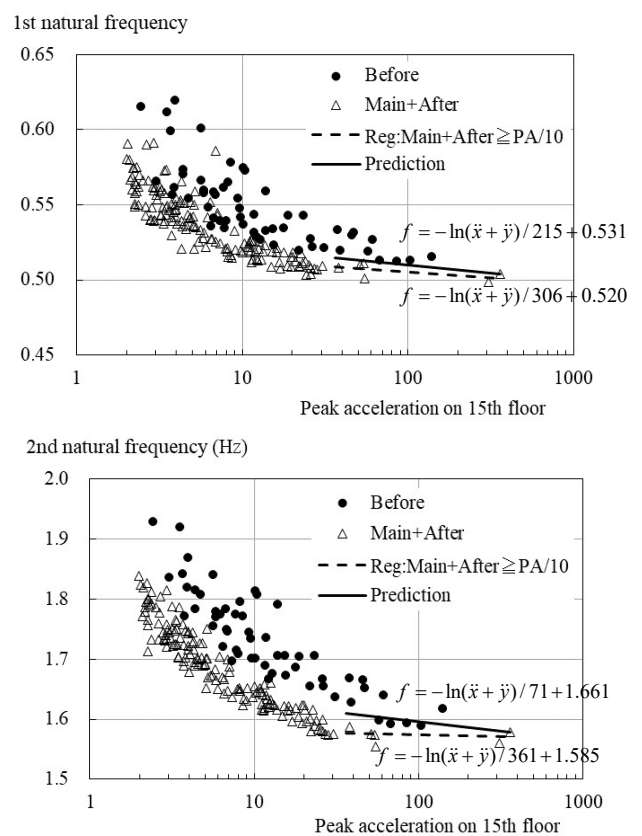 1st natural frequency
0.65
Before
Main+After
0.60
Reg:Main+After≧PA/10
Prediction
0.55
f = −ln(ẍ + ÿ) / 215 + 0.531
0.50
f = −ln(ẍ + ÿ) / 306 + 0.520
0.45
1 10 100 1000
Peak acceleration on 15th floor
2nd natural frequency (Hz)
2.0
Before
1.9
Main+After
Reg:Main+After≧PA/10
1.8
Prediction
1.7
f = −ln(ẍ + ÿ) / 71 + 1.661
1.6
f = −ln(ẍ + ÿ) / 361 + 1.585
1.5
1 10 100 1000
Peak acceleration on 15th floor